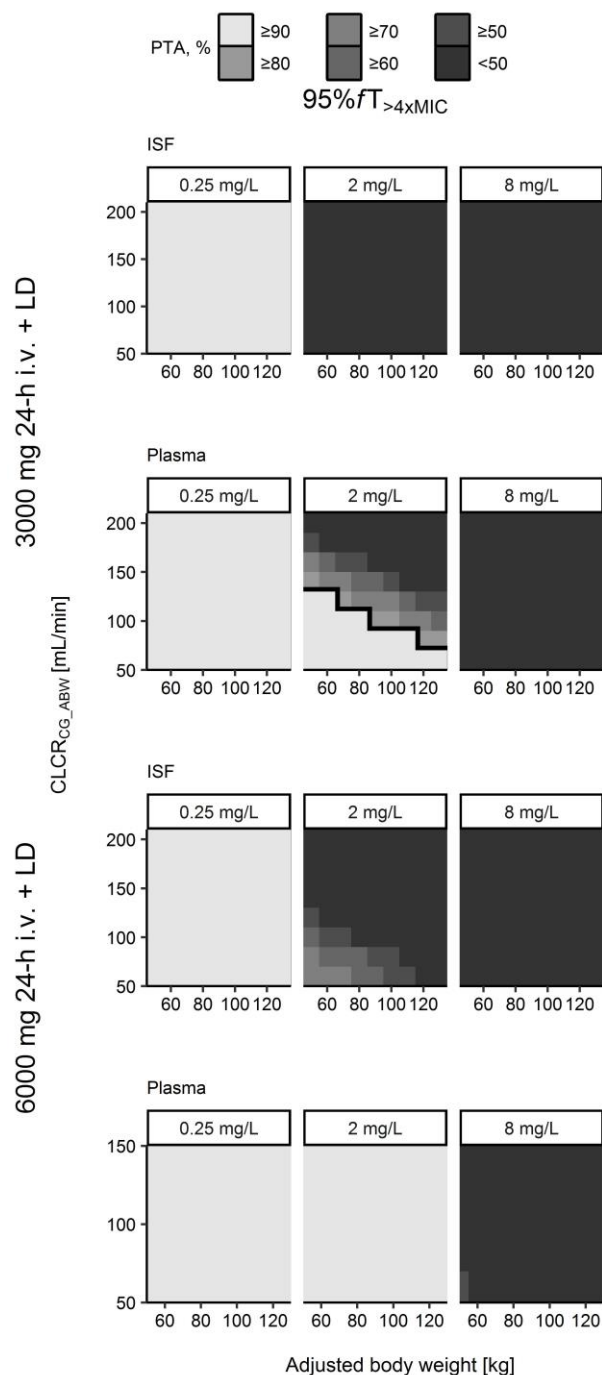 PTA, %
≥90 ≥70 ≥50
≥80 ≥60 <50
95%fT>4xMIC
3000 mg 24-h i.v. + LD
ISF
0.25 mg/L 2 mg/L 8 mg/L
200
150
100
50
60 80 100 120 60 80 100 120 60 80 100 120
Plasma
0.25 mg/L 2 mg/L 8 mg/L
200
150
100
50
60 80 100 120 60 80 100 120 60 80 100 120
CLCRCG_ABW [mL/min]
6000 mg 24-h i.v. + LD
ISF
0.25 mg/L 2 mg/L 8 mg/L
200
150
100
50
60 80 100 120 60 80 100 120 60 80 100 120
Plasma
0.25 mg/L 2 mg/L 8 mg/L
150
100
50
60 80 100 120 60 80 100 120 60 80 100 120
Adjusted body weight [kg]